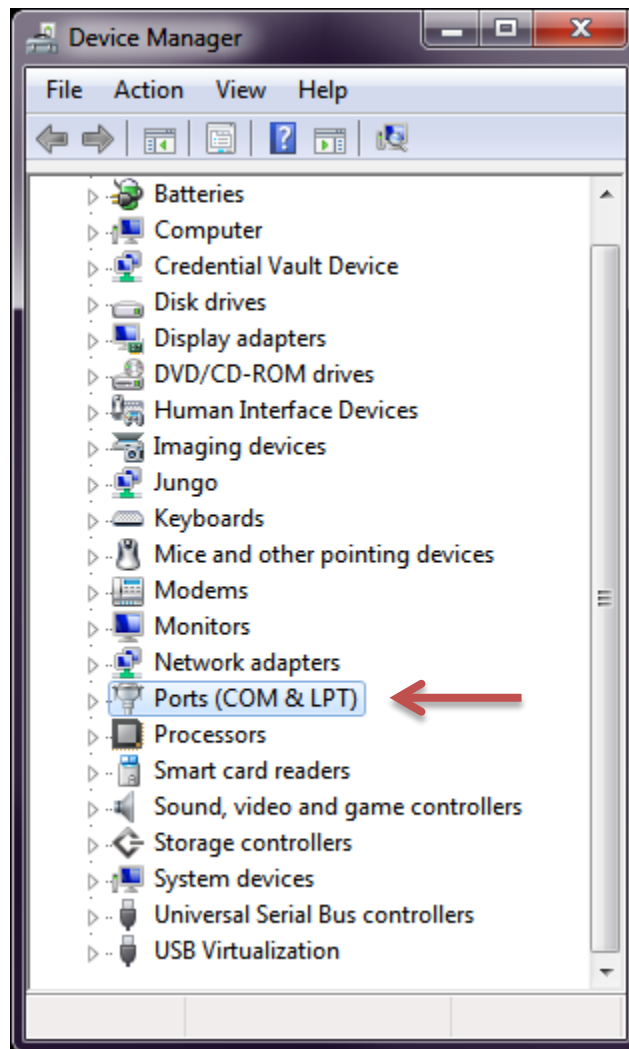 Device Manager
File Action View Help
Batteries
Computer
Credential Vault Device
Disk drives
Display adapters
DVD/CD-ROM drives
Human Interface Devices
Imaging devices
Jungo
Keyboards
Mice and other pointing devices
Modems
Monitors
Network adapters
Ports (COM & LPT)
Processors
Smart card readers
Sound, video and game controllers
Storage controllers
System devices
Universal Serial Bus controllers
USB Virtualization